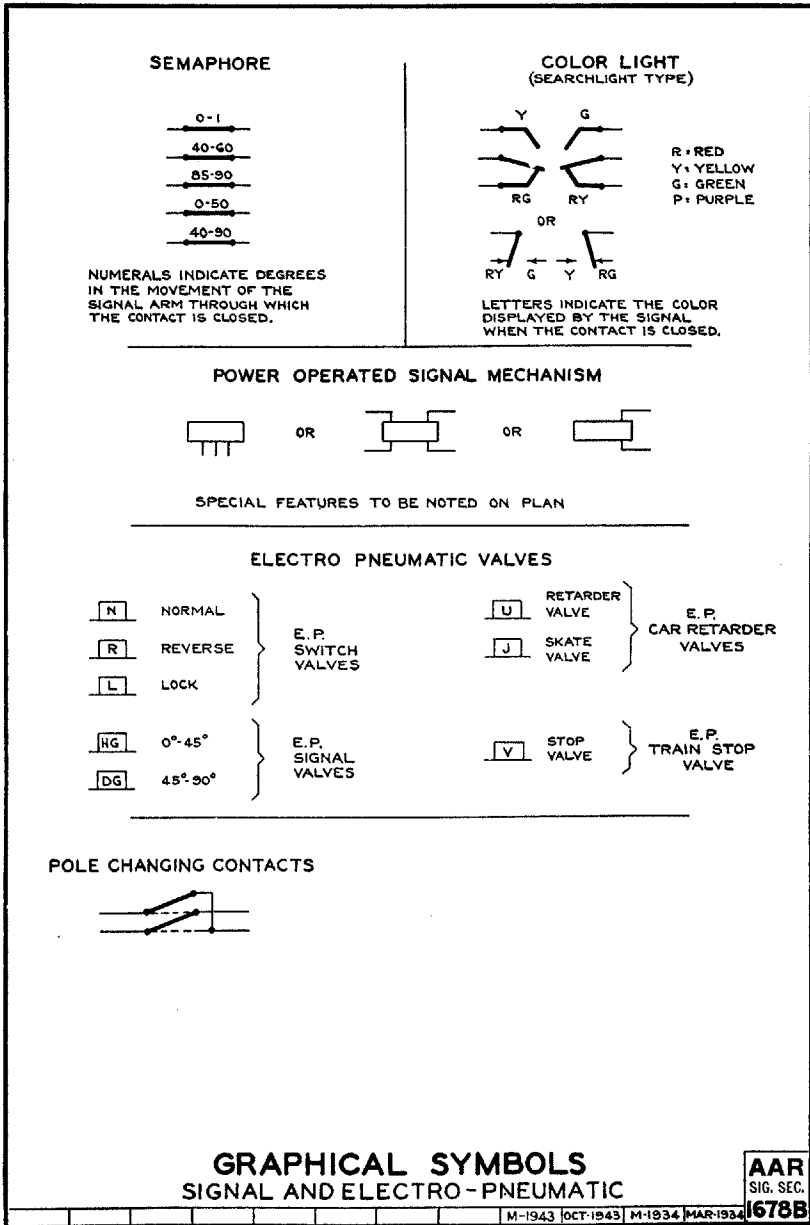 SEMAPHORE
0-1
40-60
85-90
0-50
40-90
NUMERALS INDICATE DEGREES
IN THE MOVEMENT OF THE
SIGNAL ARM THROUGH WHICH
THE CONTACT IS CLOSED.
COLOR LIGHT
(SEARCHLIGHT TYPE)
Y G
RG RY
OR
RY G Y RG
R: RED
Y: YELLOW
G: GREEN
P: PURPLE
LETTERS INDICATE THE COLOR
DISPLAYED BY THE SIGNAL
WHEN THE CONTACT IS CLOSED.
POWER OPERATED SIGNAL MECHANISM
OR OR
SPECIAL FEATURES TO BE NOTED ON PLAN
ELECTRO PNEUMATIC VALVES
N NORMAL
R REVERSE
L LOCK
E.P.
SWITCH
VALVES
HG 0°-45°
DG 45°-90°
E.P.
SIGNAL
VALVES
U RETARDER
VALVE
J SKATE
VALVE
E.P.
CAR RETARDER
VALVES
V STOP
VALVE
E.P.
TRAIN STOP
VALVE
POLE CHANGING CONTACTS
GRAPHICAL SYMBOLS
SIGNAL AND ELECTRO-PNEUMATIC
AAR
SIG. SEC.
1678B
M-1943 OCT-1943 M-1934 MAR-1934